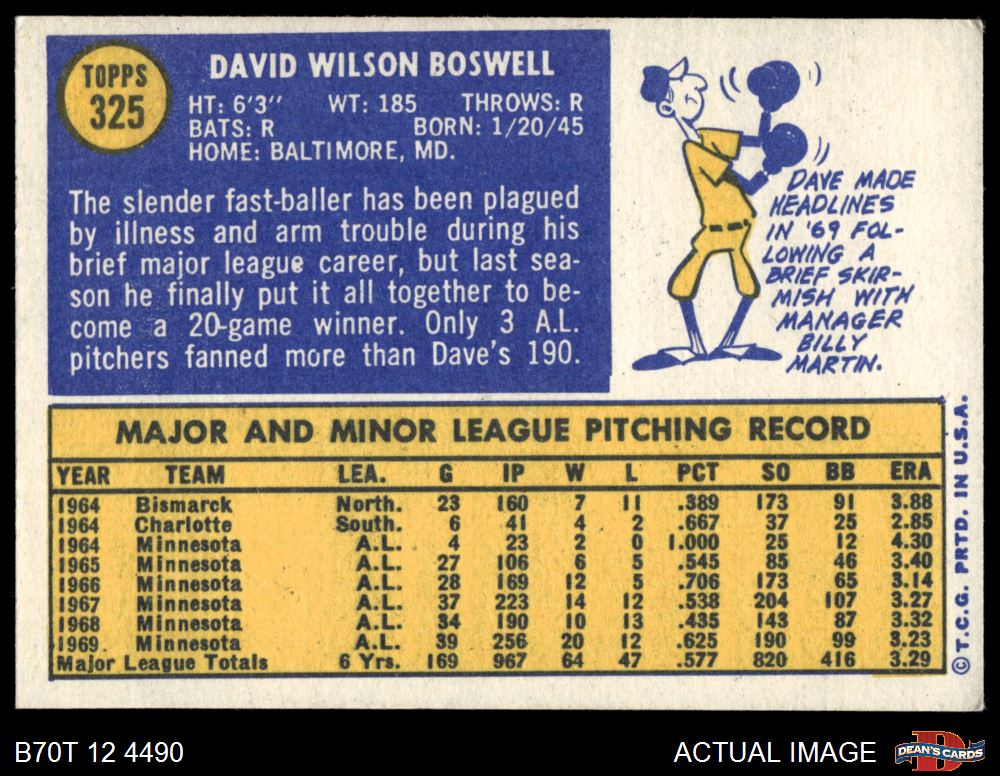 TOPPS
325
DAVID WILSON BOSWELL
HT: 6'3" WT: 185 THROWS: R
BATS: R BORN: 1/20/45
HOME: BALTIMORE, MD.
The slender fast-baller has been plagued
by illness and arm trouble during his
brief major league career, but last sea-
son he finally put it all together to be-
come a 20-game winner. Only 3 A.L.
pitchers fanned more than Dave's 190.
DAVE MADE
HEADLINES
IN '69 FOL-
LOWING A
BRIEF SKIR-
MISH WITH
MANAGER
BILLY
MARTIN.
MAJOR AND MINOR LEAGUE PITCHING RECORD
YEAR TEAM LEA. G IP W L PCT SO BB ERA
1964 Bismarck North. 23 160 7 11 .389 173 91 3.88
1964 Charlotte South. 6 41 4 2 .667 37 25 2.85
1964 Minnesota A.L. 4 23 2 0 1.000 25 12 4.30
1965 Minnesota A.L. 27 106 6 5 .545 85 46 3.40
1966 Minnesota A.L. 28 169 12 5 .706 173 65 3.14
1967 Minnesota A.L. 37 223 14 12 .538 204 107 3.27
1968 Minnesota A.L. 34 190 10 13 .435 143 87 3.32
1969 Minnesota A.L. 39 256 20 12 .625 190 99 3.23
Major League Totals 6 Yrs. 169 967 64 47 .577 820 416 3.29
© T.C.G. PRTD. IN U.S.A.
B70T 12 4490
ACTUAL IMAGE
DEAN'S CARDS